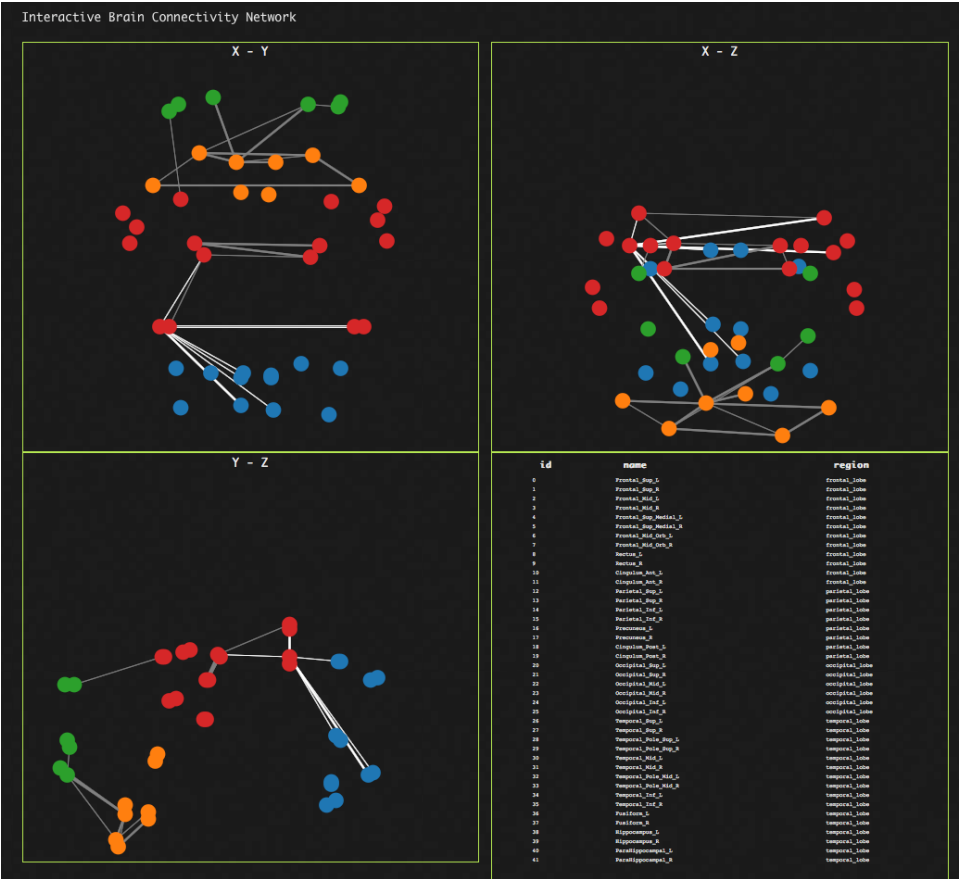 Interactive Brain Connectivity Network
X - Y
X - Z
Y - Z
id name region
0 Frontal_Sup_L frontal_lobe
1 Frontal_Sup_R frontal_lobe
2 Frontal_Mid_L frontal_lobe
3 Frontal_Mid_R frontal_lobe
4 Frontal_Sup_Medial_L frontal_lobe
5 Frontal_Sup_Medial_R frontal_lobe
6 Frontal_Mid_Orb_L frontal_lobe
7 Frontal_Mid_Orb_R frontal_lobe
8 Rectus_L frontal_lobe
9 Rectus_R frontal_lobe
10 Cingulum_Ant_L frontal_lobe
11 Cingulum_Ant_R frontal_lobe
12 Parietal_Sup_L parietal_lobe
13 Parietal_Sup_R parietal_lobe
14 Parietal_Inf_L parietal_lobe
15 Parietal_Inf_R parietal_lobe
16 Precuneus_L parietal_lobe
17 Precuneus_R parietal_lobe
18 Cingulum_Post_L parietal_lobe
19 Cingulum_Post_R parietal_lobe
20 Occipital_Sup_L occipital_lobe
21 Occipital_Sup_R occipital_lobe
22 Occipital_Mid_L occipital_lobe
23 Occipital_Mid_R occipital_lobe
24 Occipital_Inf_L occipital_lobe
25 Occipital_Inf_R occipital_lobe
26 Temporal_Sup_L temporal_lobe
27 Temporal_Sup_R temporal_lobe
28 Temporal_Pole_Sup_L temporal_lobe
29 Temporal_Pole_Sup_R temporal_lobe
30 Temporal_Mid_L temporal_lobe
31 Temporal_Mid_R temporal_lobe
32 Temporal_Pole_Mid_L temporal_lobe
33 Temporal_Pole_Mid_R temporal_lobe
34 Temporal_Inf_L temporal_lobe
35 Temporal_Inf_R temporal_lobe
36 Fusiform_L temporal_lobe
37 Fusiform_R temporal_lobe
38 Hippocampus_L temporal_lobe
39 Hippocampus_R temporal_lobe
40 ParaHippocampal_L temporal_lobe
41 ParaHippocampal_R temporal_lobe